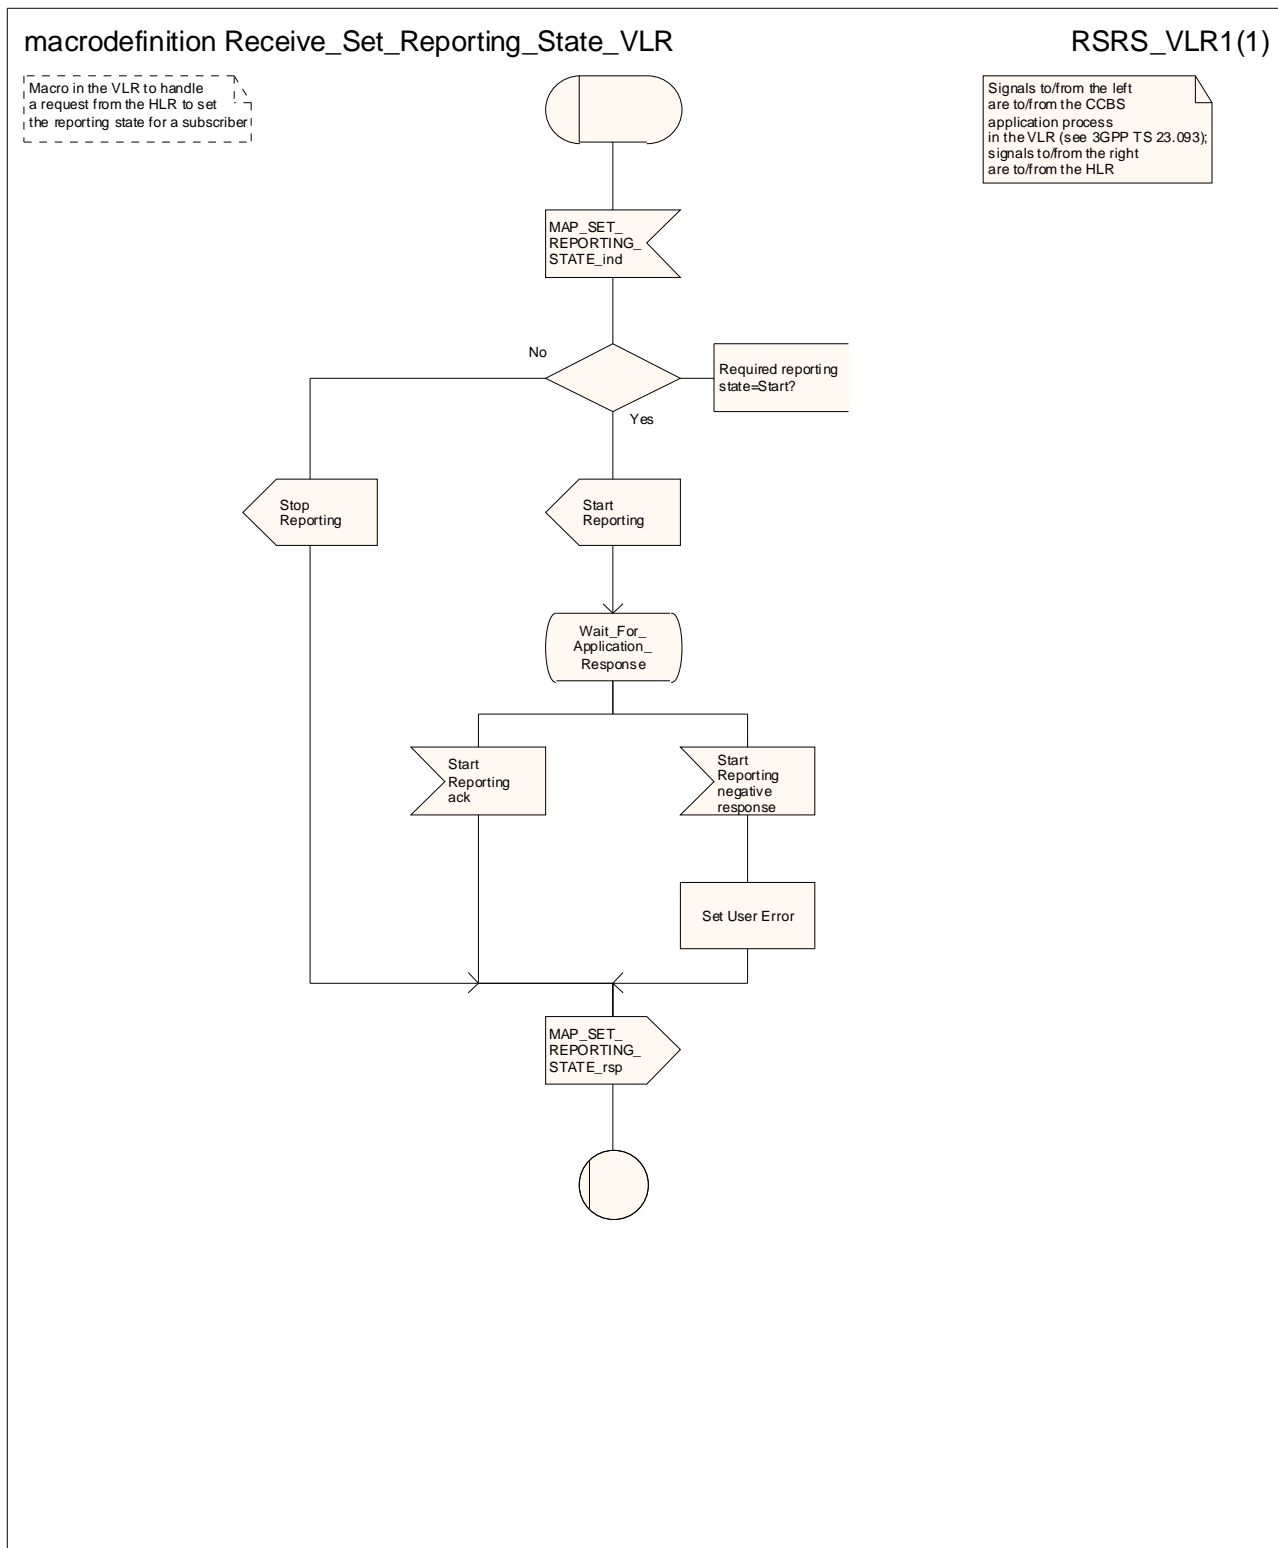 macrodefinition Receive_Set_Reporting_State_VLR
RSRS_VLR1(1)
Macro in the VLR to handle
a request from the HLR to set
the reporting state for a subscriber
Signals to/from the left
are to/from the CCBS
application process
in the VLR (see 3GPP TS 23.093);
signals to/from the right
are to/from the HLR
MAP_SET_
REPORTING_
STATE_ind
No
Required reporting
state=Start?
Yes
Stop
Reporting
Start
Reporting
Wait_For_
Application_
Response
Start
Reporting
ack
Start
Reporting
negative
response
Set User Error
MAP_SET_
REPORTING_
STATE_rsp